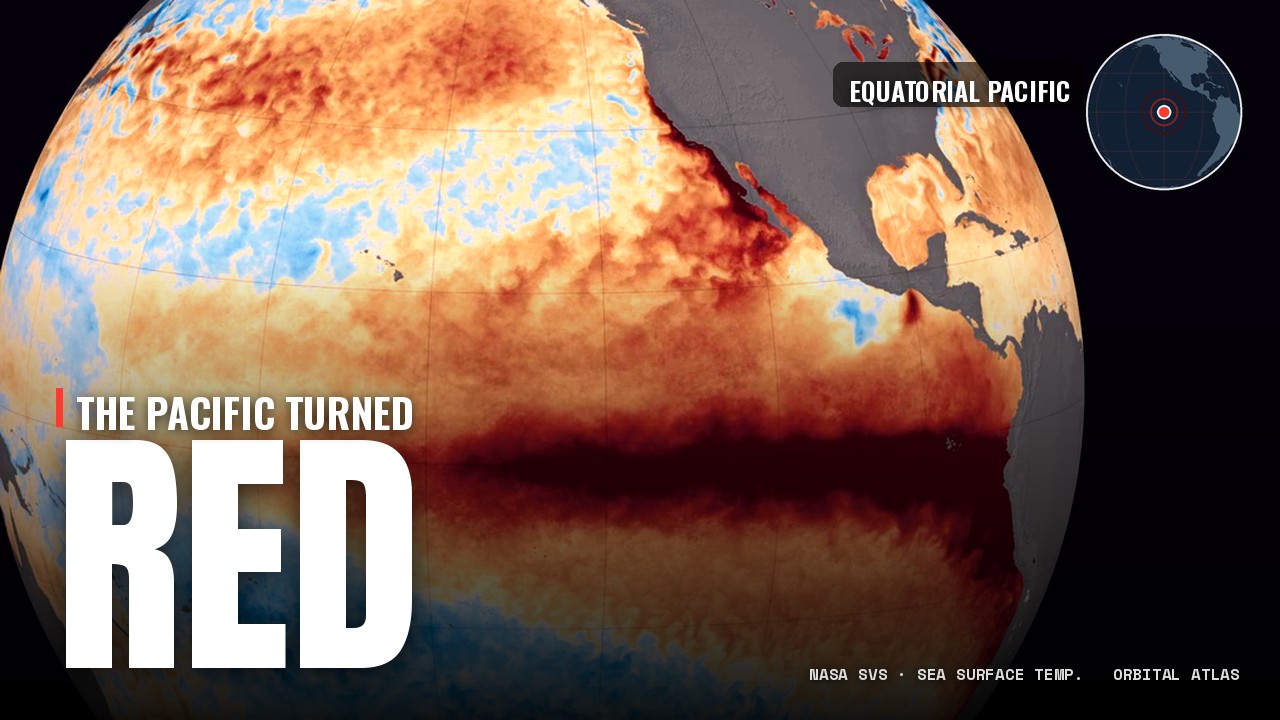 EQUATORIAL PACIFIC
THE PACIFIC TURNED
RED
NASA SVS · SEA SURFACE TEMP. ORBITAL ATLAS